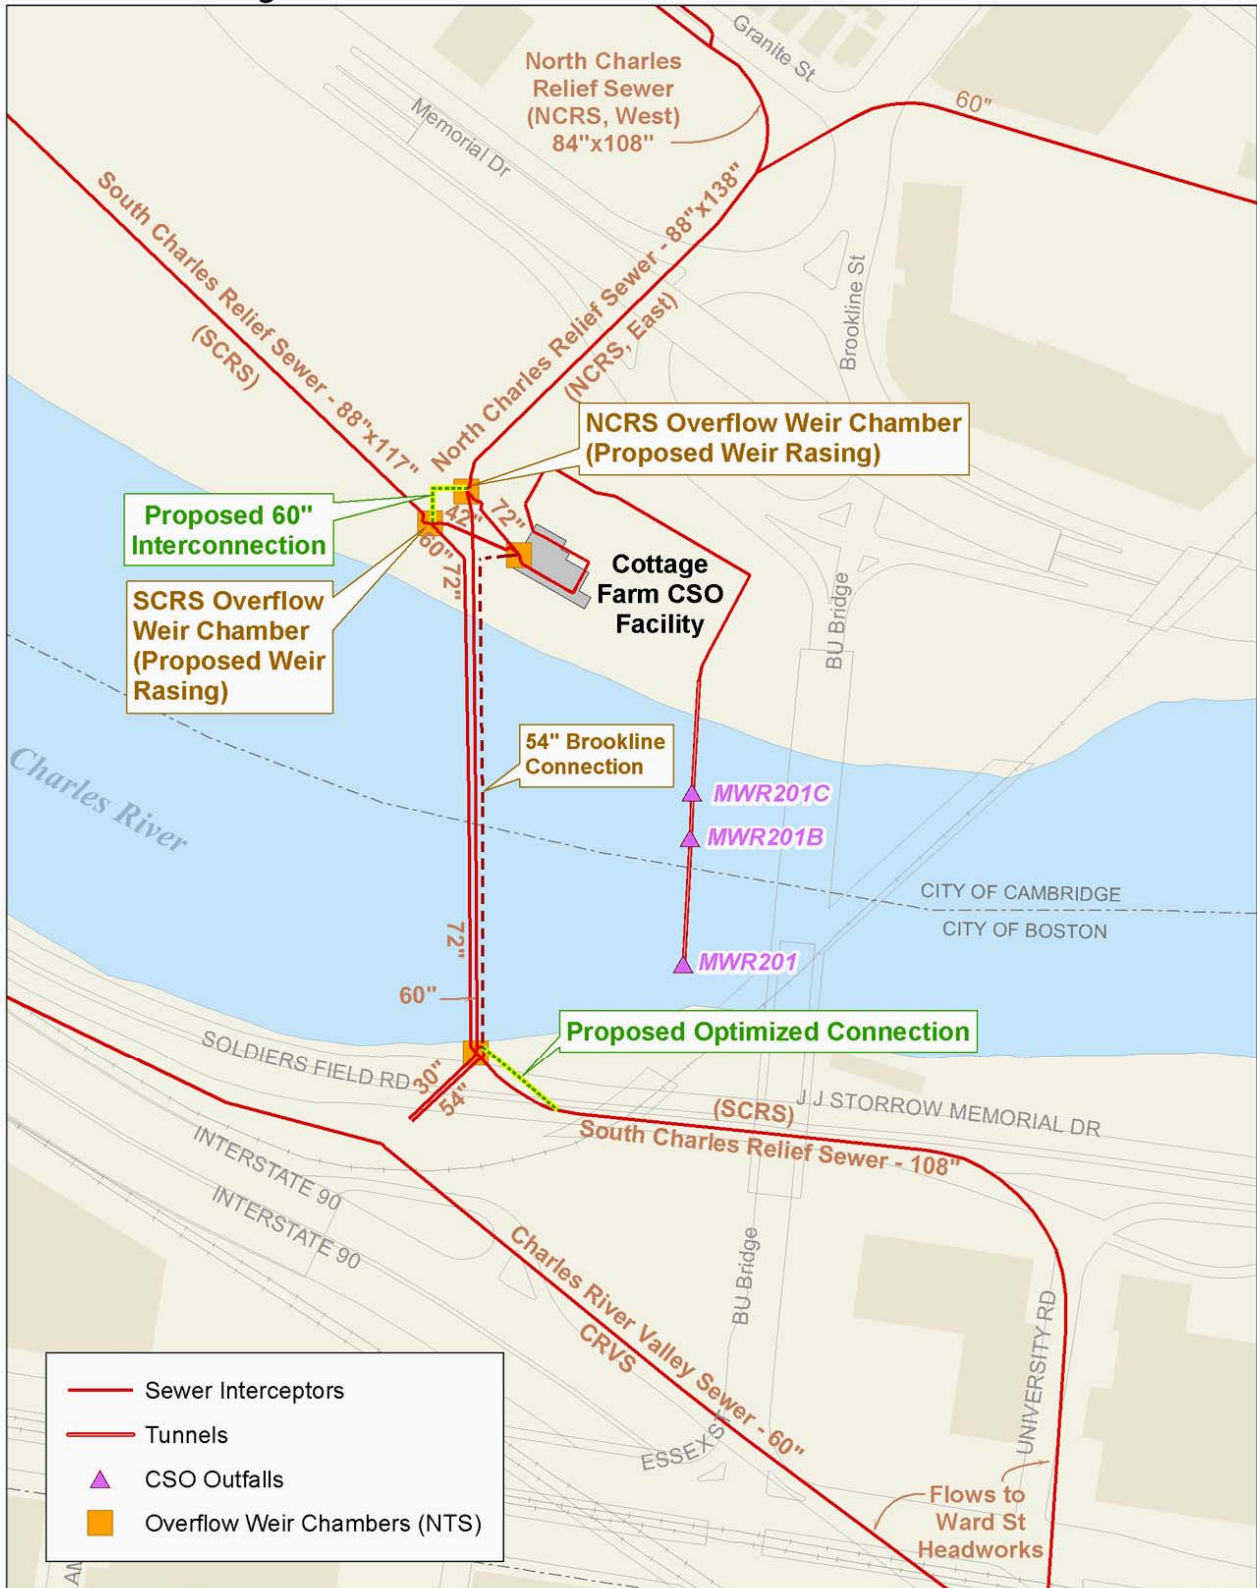 Granite St
North Charles
Relief Sewer
(NCRS, West)
84"x108"
60"
Memorial Dr
South Charles Relief Sewer - 88"x117"
(SCRS)
North Charles Relief Sewer - 88"x138"
(NCRS, East)
Brookline St
NCRS Overflow Weir Chamber
(Proposed Weir Rasing)
Proposed 60"
Interconnection
42"
72"
60"
72"
SCRS Overflow
Weir Chamber
(Proposed Weir
Rasing)
Cottage
Farm CSO
Facility
BU Bridge
54" Brookline
Connection
Charles River
MWR201C
MWR201B
CITY OF CAMBRIDGE
CITY OF BOSTON
72"
MWR201
60"
Proposed Optimized Connection
SOLDIERS FIELD RD
30"
54"
(SCRS)
J J STORROW MEMORIAL DR
South Charles Relief Sewer - 108"
INTERSTATE 90
INTERSTATE 90
Charles River Valley Sewer - 60"
CRVS
BU Bridge
UNIVERSITY RD
ESSEX ST
Flows to
Ward St
Headworks
Sewer Interceptors
Tunnels
CSO Outfalls
Overflow Weir Chambers (NTS)